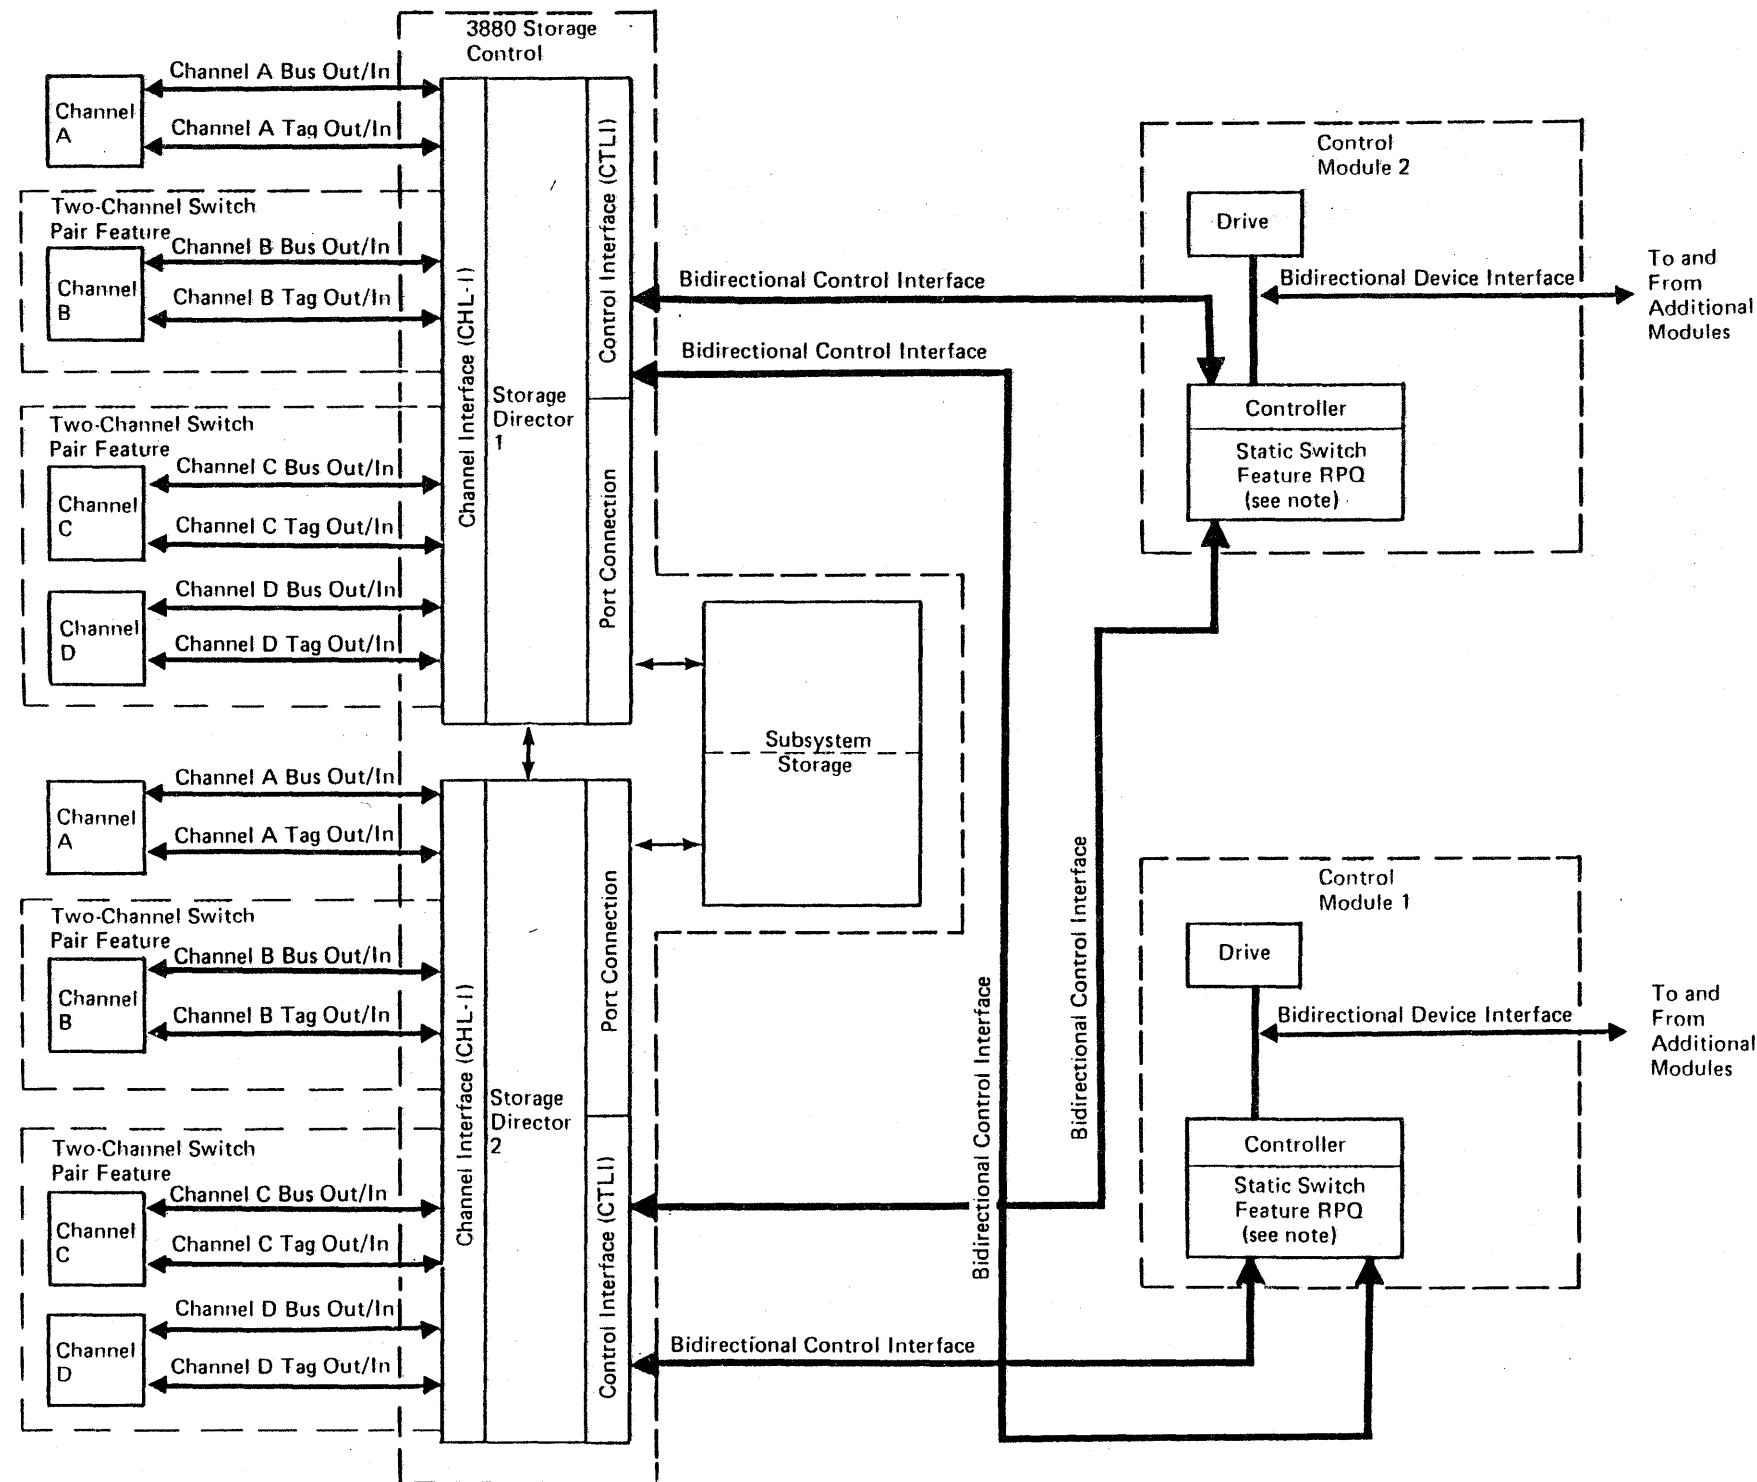 3880 Storage
Control
Channel A Bus Out/In
Channel
A
Channel A Tag Out/In
Two-Channel Switch
Pair Feature
Channel B Bus Out/In
Channel
B
Channel B Tag Out/In
Two-Channel Switch
Pair Feature
Channel C Bus Out/In
Channel
C
Channel C Tag Out/In
Channel D Bus Out/In
Channel
D
Channel D Tag Out/In
Channel Interface (CHL-I)
Storage
Director
1
Control Interface (CTLI)
Port Connection
Channel A Bus Out/In
Channel
A
Channel A Tag Out/In
Two-Channel Switch
Pair Feature
Channel B Bus Out/In
Channel
B
Channel B Tag Out/In
Two-Channel Switch
Pair Feature
Channel C Bus Out/In
Channel
C
Channel C Tag Out/In
Channel D Bus Out/In
Channel
D
Channel D Tag Out/In
Channel Interface (CHL-I)
Storage
Director
2
Port Connection
Control Interface (CTLI)
Subsystem
Storage
Bidirectional Control Interface
Bidirectional Control Interface
Bidirectional Control Interface
Bidirectional Control Interface
Bidirectional Control Interface
Control
Module 2
Drive
Bidirectional Device Interface
To and
From
Additional
Modules
Controller
Static Switch
Feature RPQ
(see note)
Control
Module 1
Drive
Bidirectional Device Interface
To and
From
Additional
Modules
Controller
Static Switch
Feature RPQ
(see note)